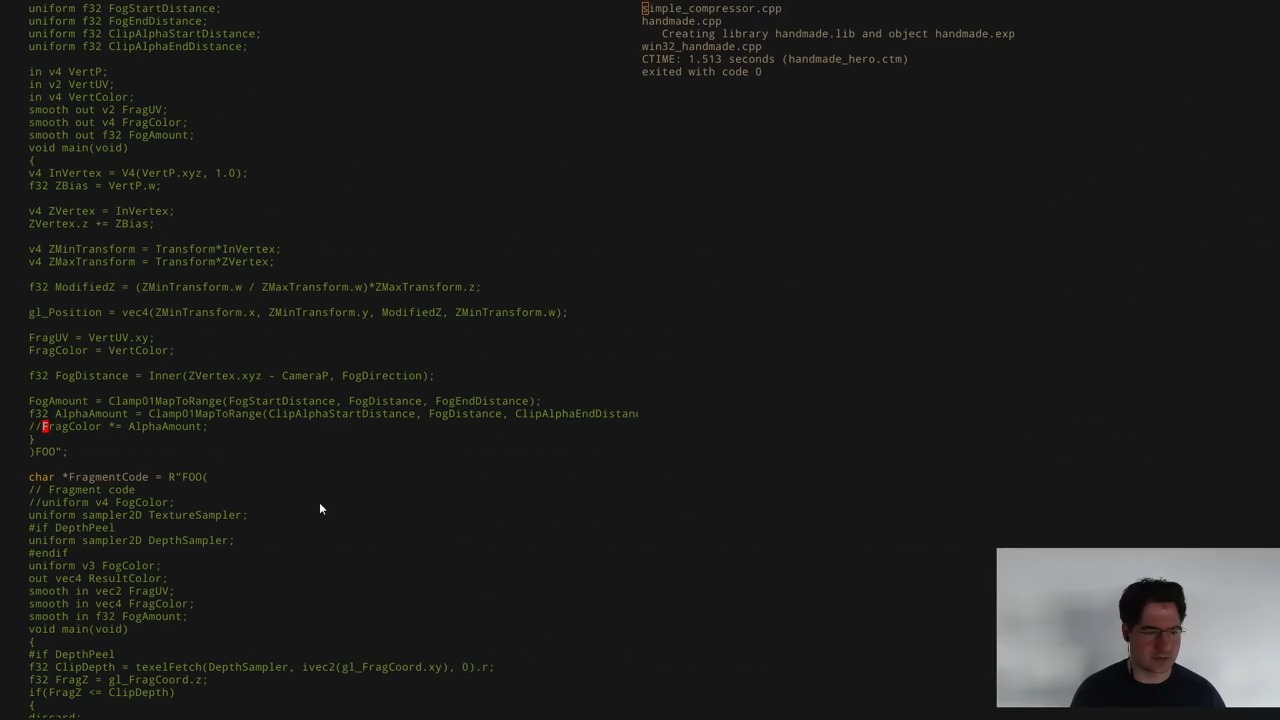 uniform f32 FogStartDistance;
uniform f32 FogEndDistance;
uniform f32 ClipAlphaStartDistance;
uniform f32 ClipAlphaEndDistance;
in v4 VertP;
in v2 VertUV;
in v4 VertColor;
smooth out v2 FragUV;
smooth out v4 FragColor;
smooth out f32 FogAmount;
void main(void)
{
v4 InVertex = V4(VertP.xyz, 1.0);
f32 ZBias = VertP.w;
v4 ZVertex = InVertex;
ZVertex.z += ZBias;
v4 ZMinTransform = Transform*InVertex;
v4 ZMaxTransform = Transform*ZVertex;
f32 ModifiedZ = (ZMinTransform.w / ZMaxTransform.w)*ZMaxTransform.z;
gl_Position = vec4(ZMinTransform.x, ZMinTransform.y, ModifiedZ, ZMinTransform.w);
FragUV = VertUV.xy;
FragColor = VertColor;
f32 FogDistance = Inner(ZVertex.xyz - CameraP, FogDirection);
FogAmount = Clamp01MapToRange(FogStartDistance, FogDistance, FogEndDistance);
f32 AlphaAmount = Clamp01MapToRange(ClipAlphaStartDistance, FogDistance, ClipAlphaEndDistanc
//FragColor *= AlphaAmount;
}
)FOO";
char *FragmentCode = R"FOO(
// Fragment code
//uniform v4 FogColor;
uniform sampler2D TextureSampler;
#if DepthPeel
uniform sampler2D DepthSampler;
#endif
uniform v3 FogColor;
out vec4 ResultColor;
smooth in vec2 FragUV;
smooth in vec4 FragColor;
smooth in f32 FogAmount;
void main(void)
{
#if DepthPeel
f32 ClipDepth = texelFetch(DepthSampler, ivec2(gl_FragCoord.xy), 0).r;
f32 FragZ = gl_FragCoord.z;
if(FragZ <= ClipDepth)
{
discard;
simple_compressor.cpp
handmade.cpp
Creating library handmade.lib and object handmade.exp
win32_handmade.cpp
CTIME: 1.513 seconds (handmade_hero.ctm)
exited with code 0